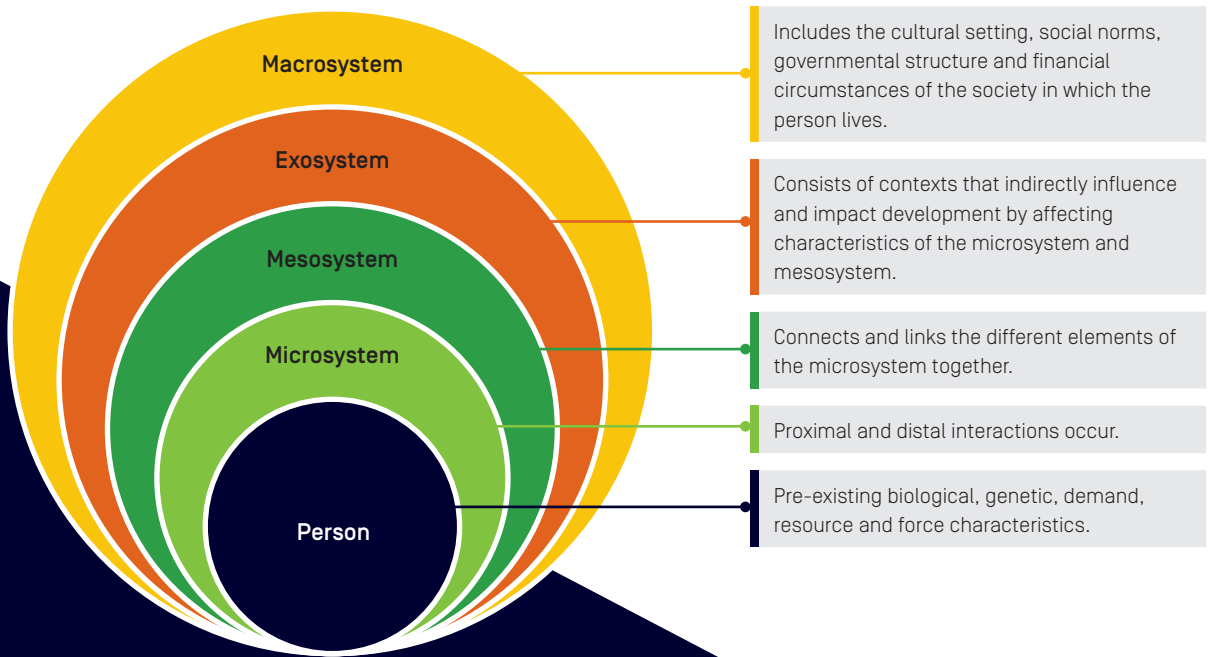 Macrosystem
Includes the cultural setting, social norms,
governmental structure and financial
circumstances of the society in which the
person lives.
Exosystem
Consists of contexts that indirectly influence
and impact development by affecting
characteristics of the microsystem and
mesosystem.
Mesosystem
Connects and links the different elements of
the microsystem together.
Microsystem
Proximal and distal interactions occur.
Person
Pre-existing biological, genetic, demand,
resource and force characteristics.